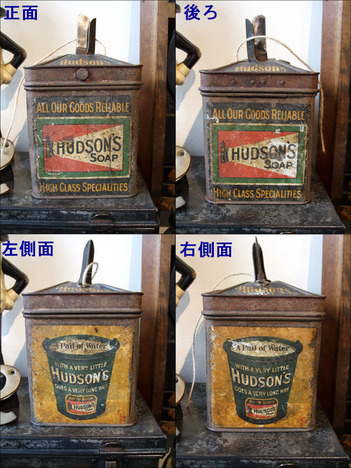 正面
Hudson's
ALL OUR GOODS RELIABLE
HUDSON'S
SOAP
HIGH CLASS SPECIALITIES
後ろ
Hudson's
ALL OUR GOODS RELIABLE
HUDSON'S
SOAP
HIGH CLASS SPECIALITIES
左側面
A Pail of Water
WITH A VERY LITTLE
HUDSON'S
GOES A VERY LONG WAY
HUDSON'S
右側面
A Pail of Water
WITH A VERY LITTLE
HUDSON'S
GOES A VERY LONG WAY
HUDSON'S